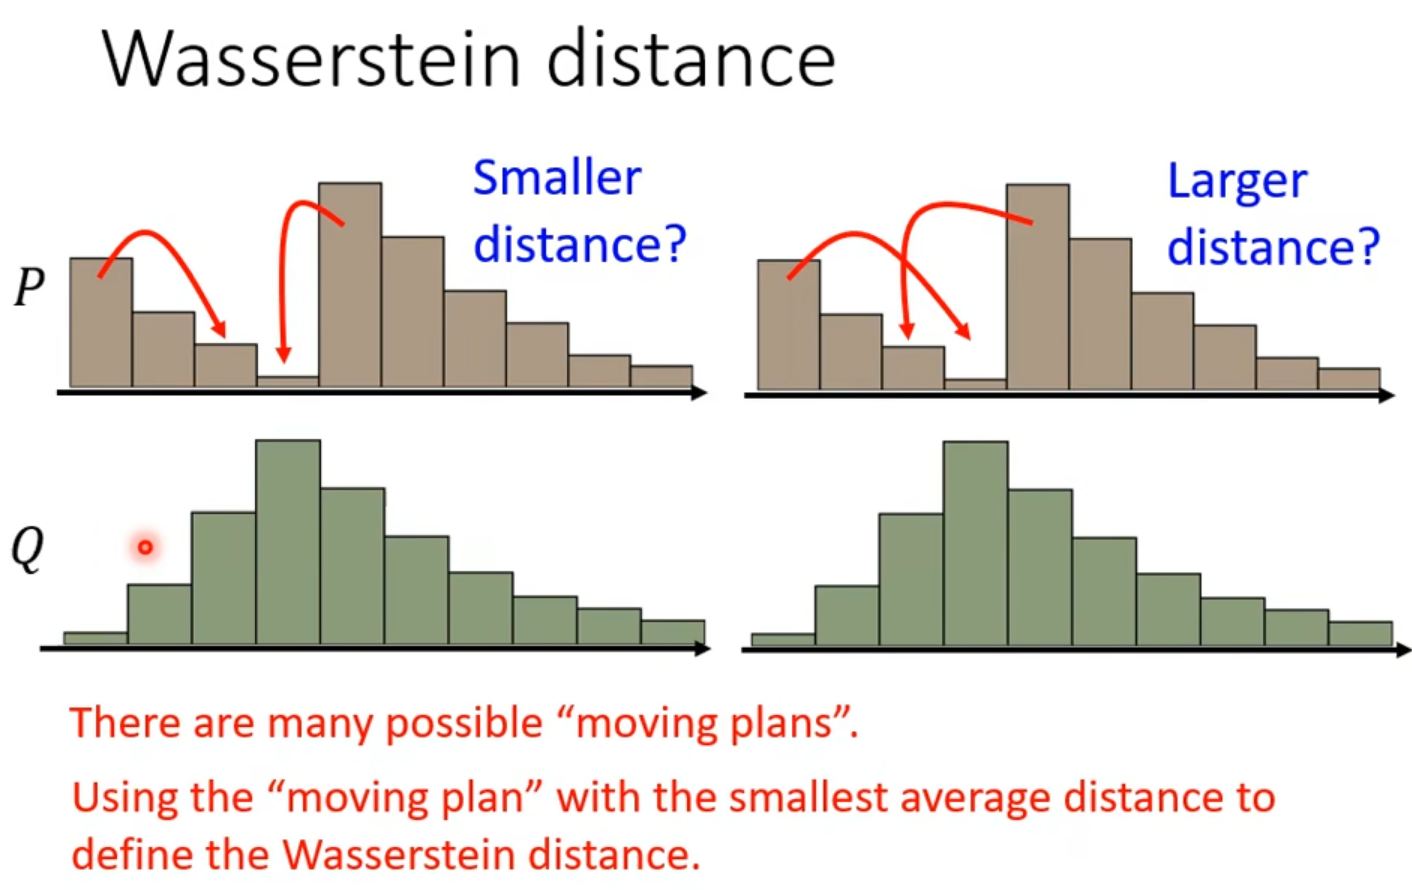 Wasserstein distance
Smaller
distance?
Larger
distance?
P
Q
There are many possible “moving plans”.
Using the “moving plan” with the smallest average distance to
define the Wasserstein distance.